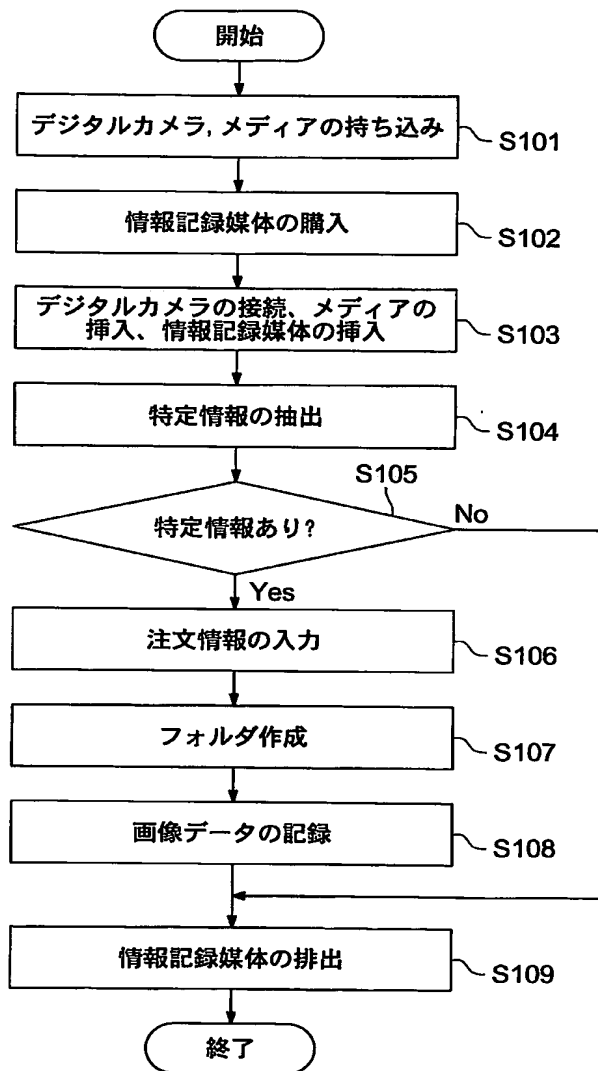 開始
デジタルカメラ, メディアの持ち込み
S101
情報記録媒体の購入
S102
デジタルカメラの接続、メディアの
挿入、情報記録媒体の挿入
S103
特定情報の抽出
S104
S105
特定情報あり?
No
Yes
注文情報の入力
S106
フォルダ作成
S107
画像データの記録
S108
情報記録媒体の排出
S109
終了